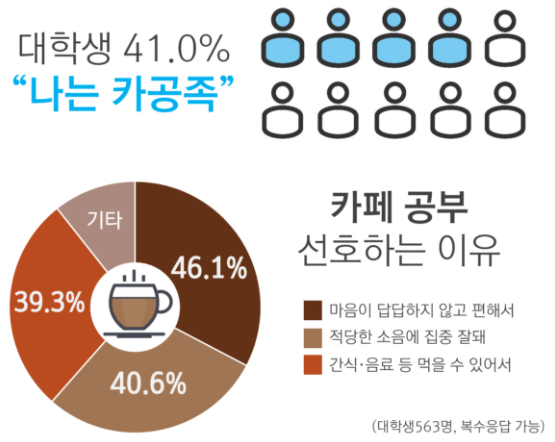 대학생 41.0%
“나는 카공족”
기타
46.1%
39.3%
40.6%
카페 공부
선호하는 이유
마음이 답답하지 않고 편해서
적당한 소음에 집중 잘돼
간식·음료 등 먹을 수 있어서
(대학생563명, 복수응답 가능)